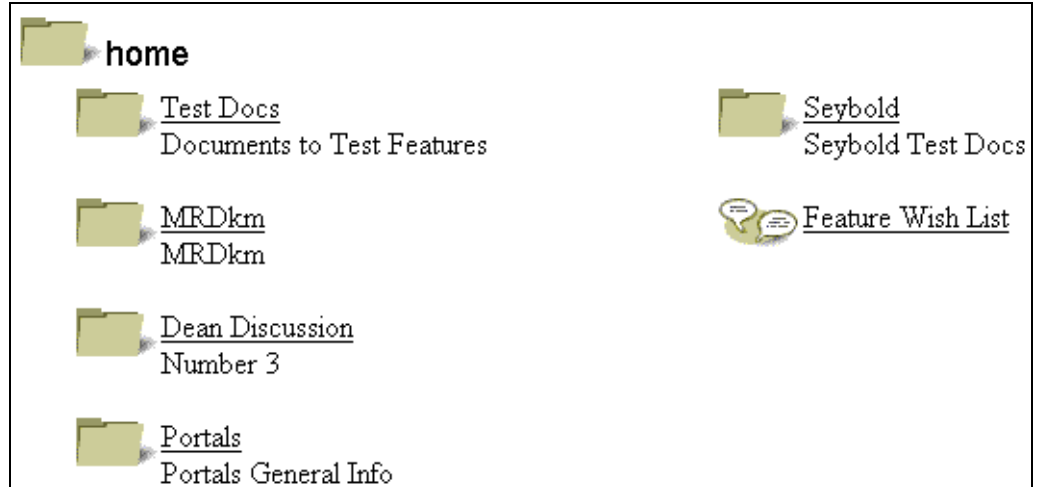 home
Test Docs
Documents to Test Features
MRDkm
MRDkm
Dean Discussion
Number 3
Portals
Portals General Info
Seybold
Seybold Test Docs
Feature Wish List